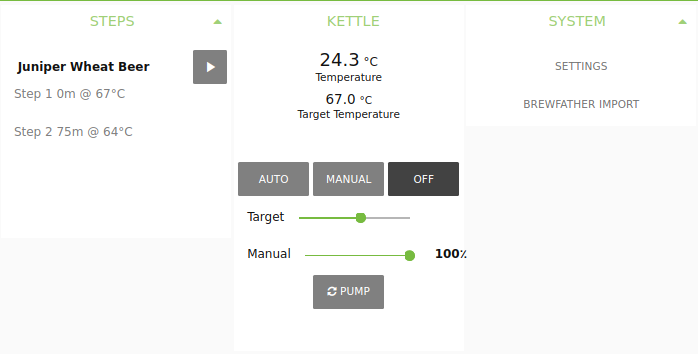 STEPS
Juniper Wheat Beer
Step 1 0m @ 67°C
Step 2 75m @ 64°C
KETTLE
24.3 °C
Temperature
67.0 °C
Target Temperature
AUTO MANUAL OFF
Target
Manual 100%
PUMP
SYSTEM
SETTINGS
BREWFATHER IMPORT